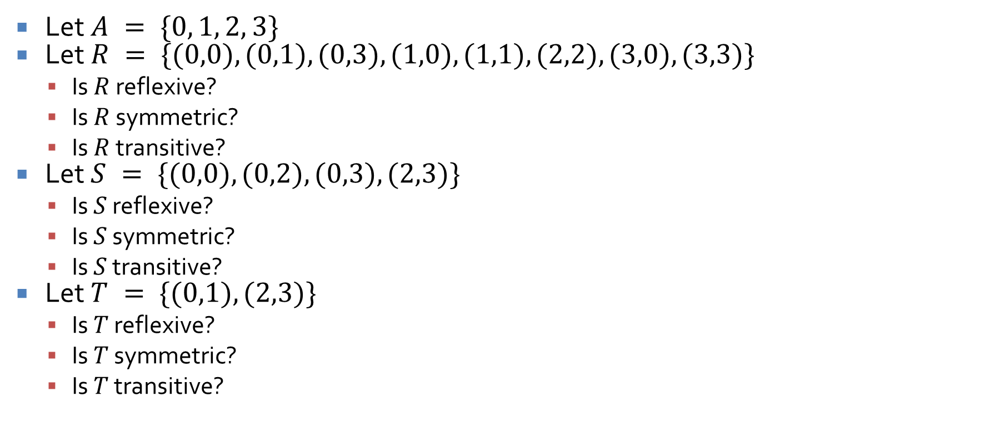 Let A = {0, 1, 2, 3}
Let R = {(0,0), (0,1), (0,3), (1,0), (1,1), (2,2), (3,0), (3,3)}
Is R reflexive?
Is R symmetric?
Is R transitive?
Let S = {(0,0), (0,2), (0,3), (2,3)}
Is S reflexive?
Is S symmetric?
Is S transitive?
Let T = {(0,1), (2,3)}
Is T reflexive?
Is T symmetric?
Is T transitive?